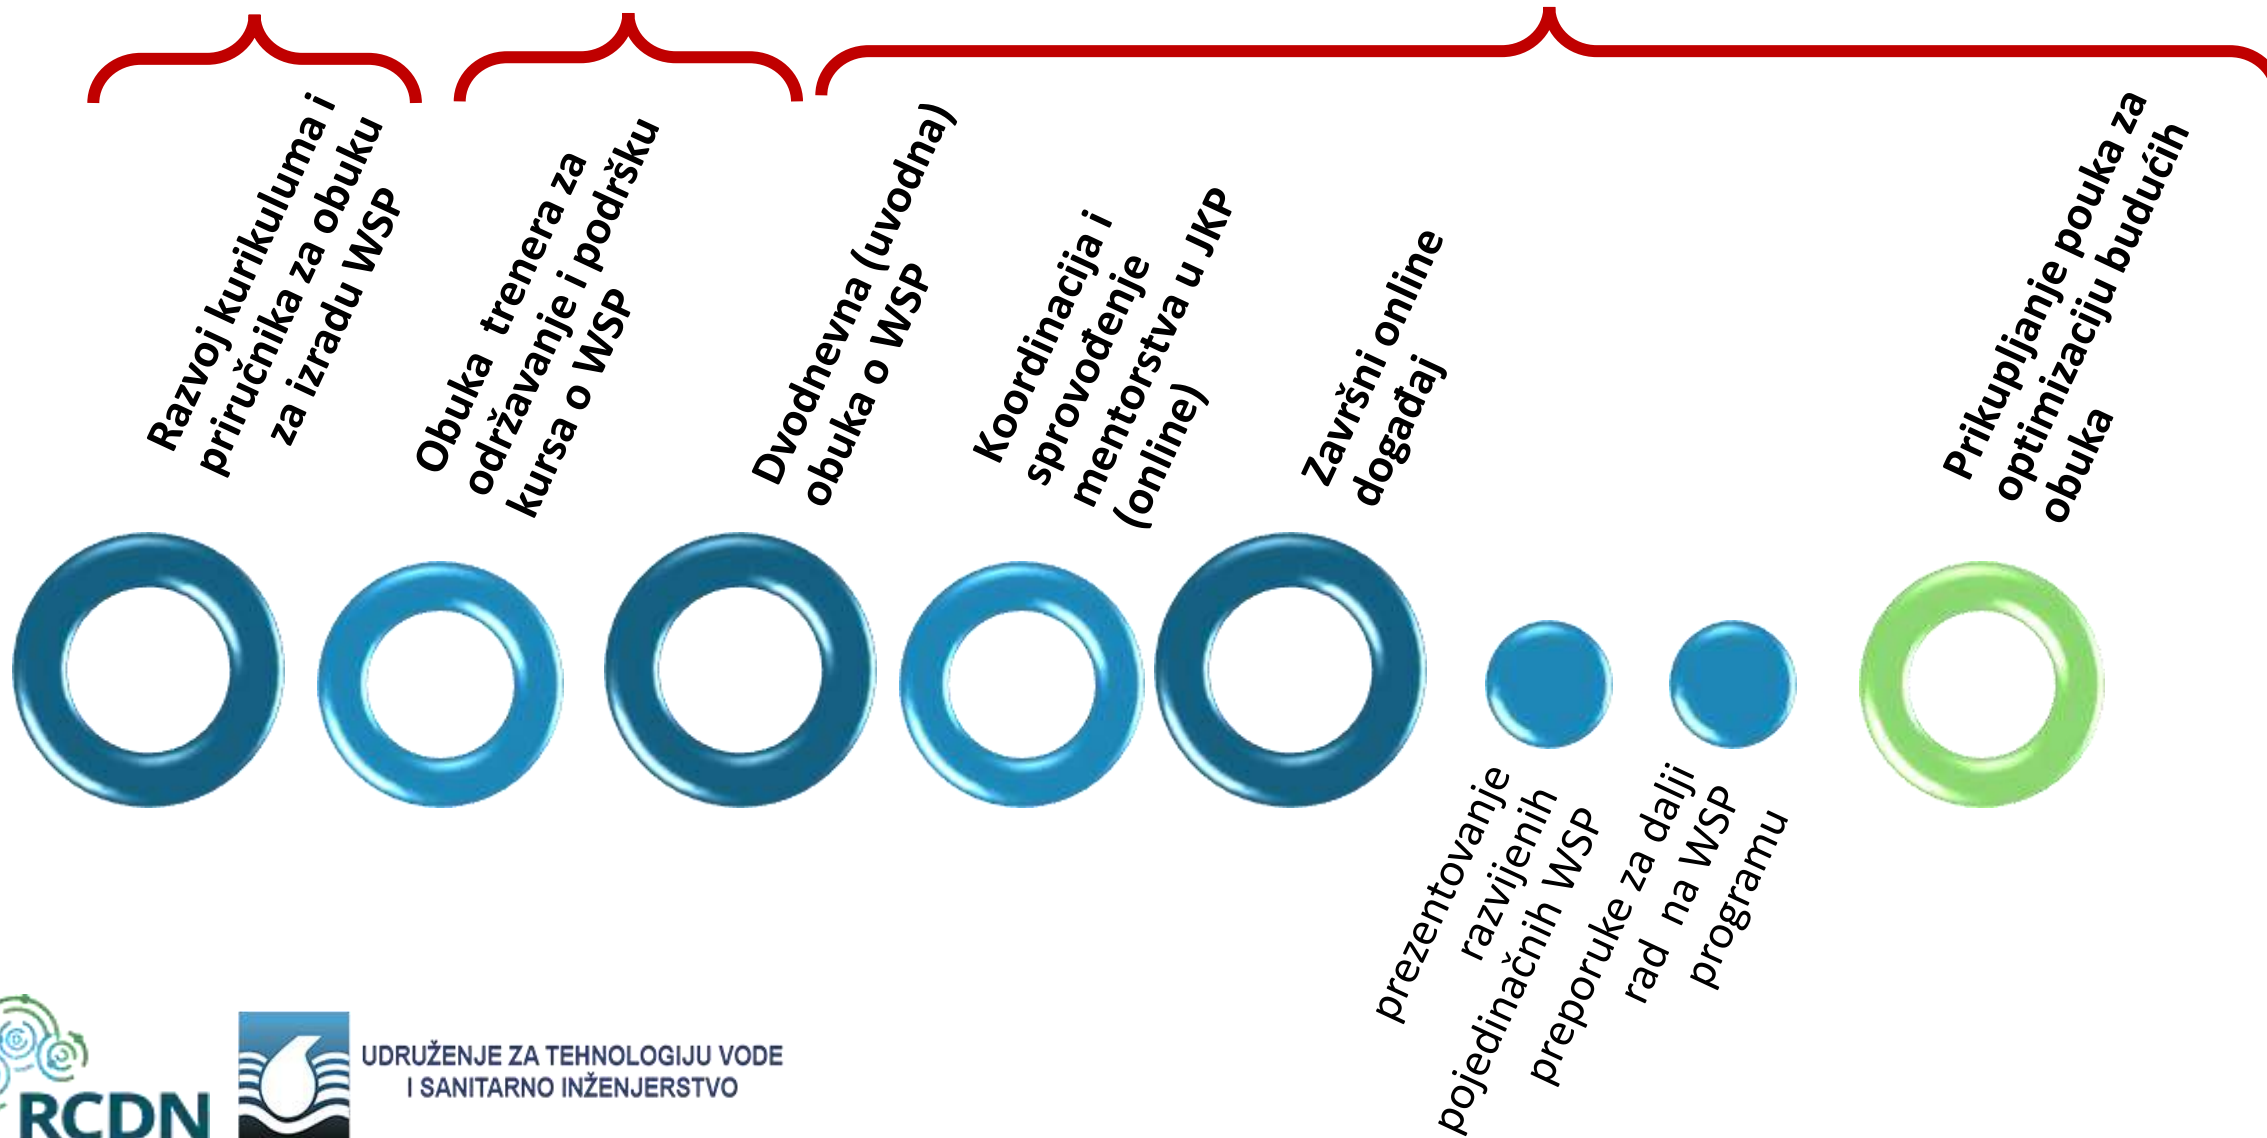 Razvoj kurikuluma i
priručnika za obuku
za izradu WSP
Obuka trenera za
održavanje i podršku
kursa o WSP
Dvodnevna (uvodna)
obuka o WSP
Koordinacija i
sprovođenje
mentorstva u JKP
(online)
Završni online
događaj
Prikupljanje pouka za
optimizaciju budućih
obuka
prezentovanje
razvijenih
pojedinačnih WSP
preporuke za dalji
rad na WSP
programu
RCDN
UDRUŽENJE ZA TEHNOLOGIJU VODE
I SANITARNO INŽENJERSTVO